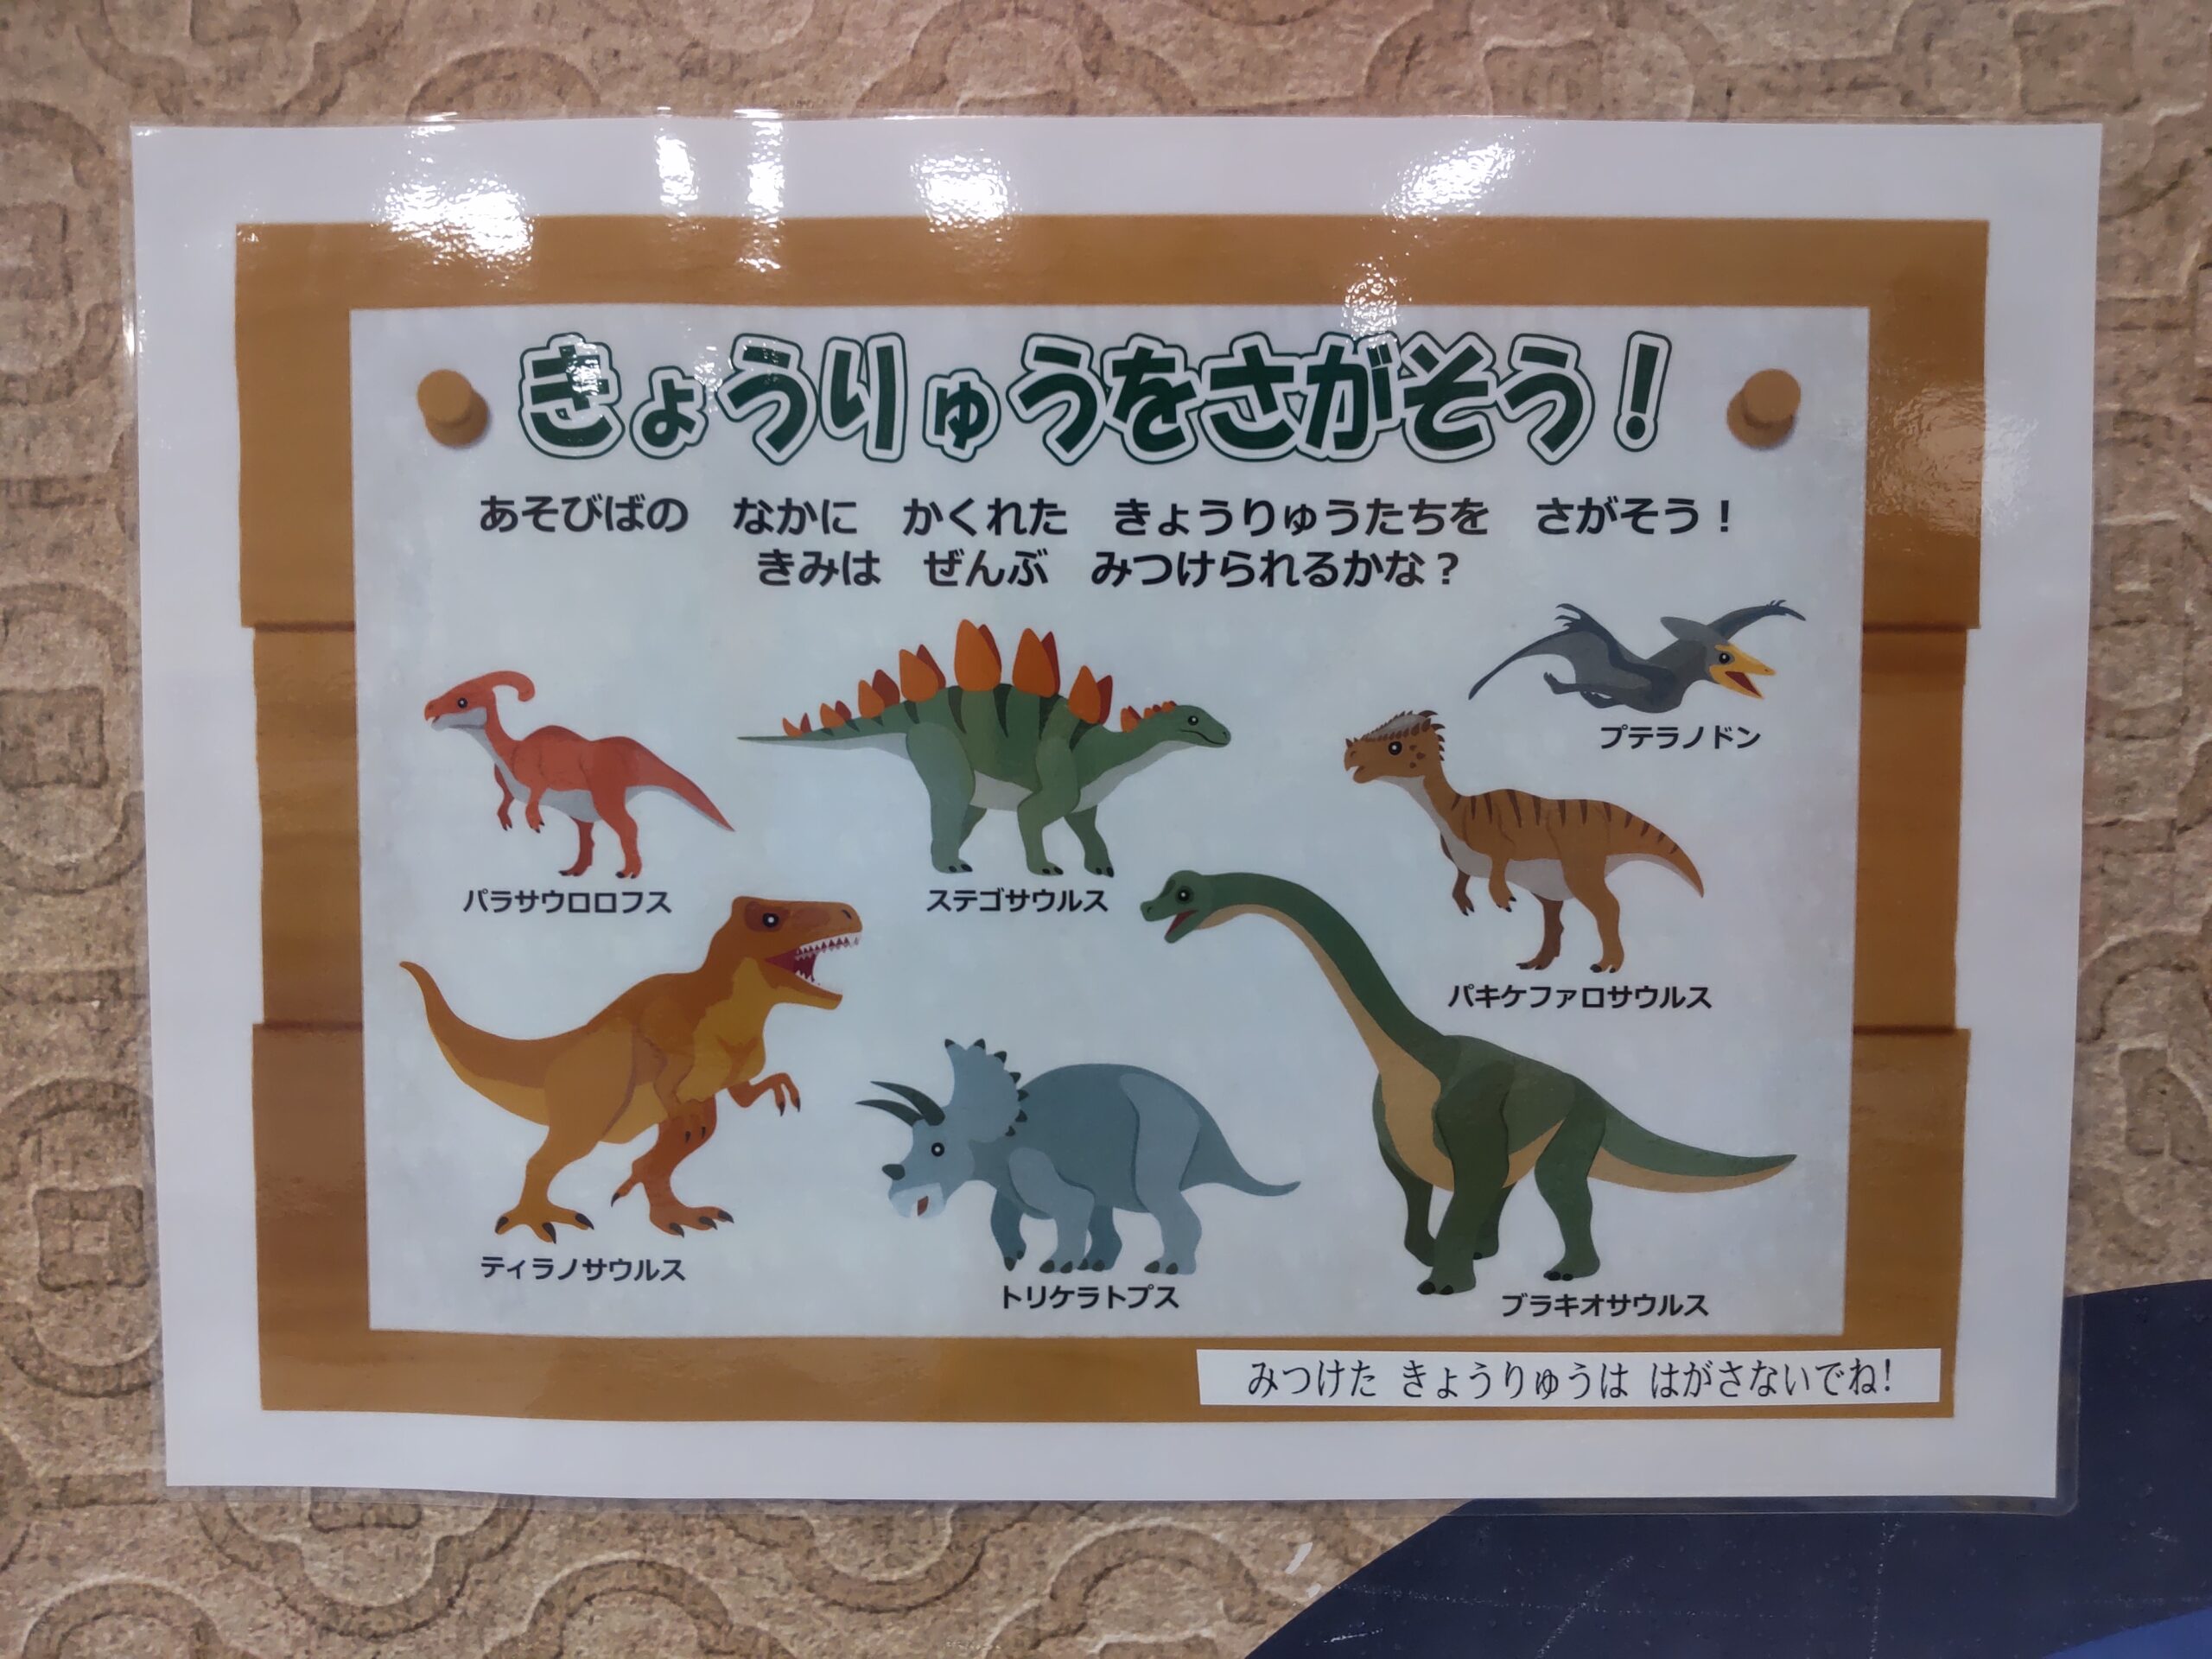 きょうりゅうをさがそう！
あそびばの　なかに　かくれた　きょうりゅうたちを　さがそう！
きみは　ぜんぶ　みつけられるかな？
プテラノドン
パラサウロロフス
ステゴサウルス
パキケファロサウルス
ティラノサウルス
トリケラトプス
ブラキオサウルス
みつけた きょうりゅうは はがさないでね!